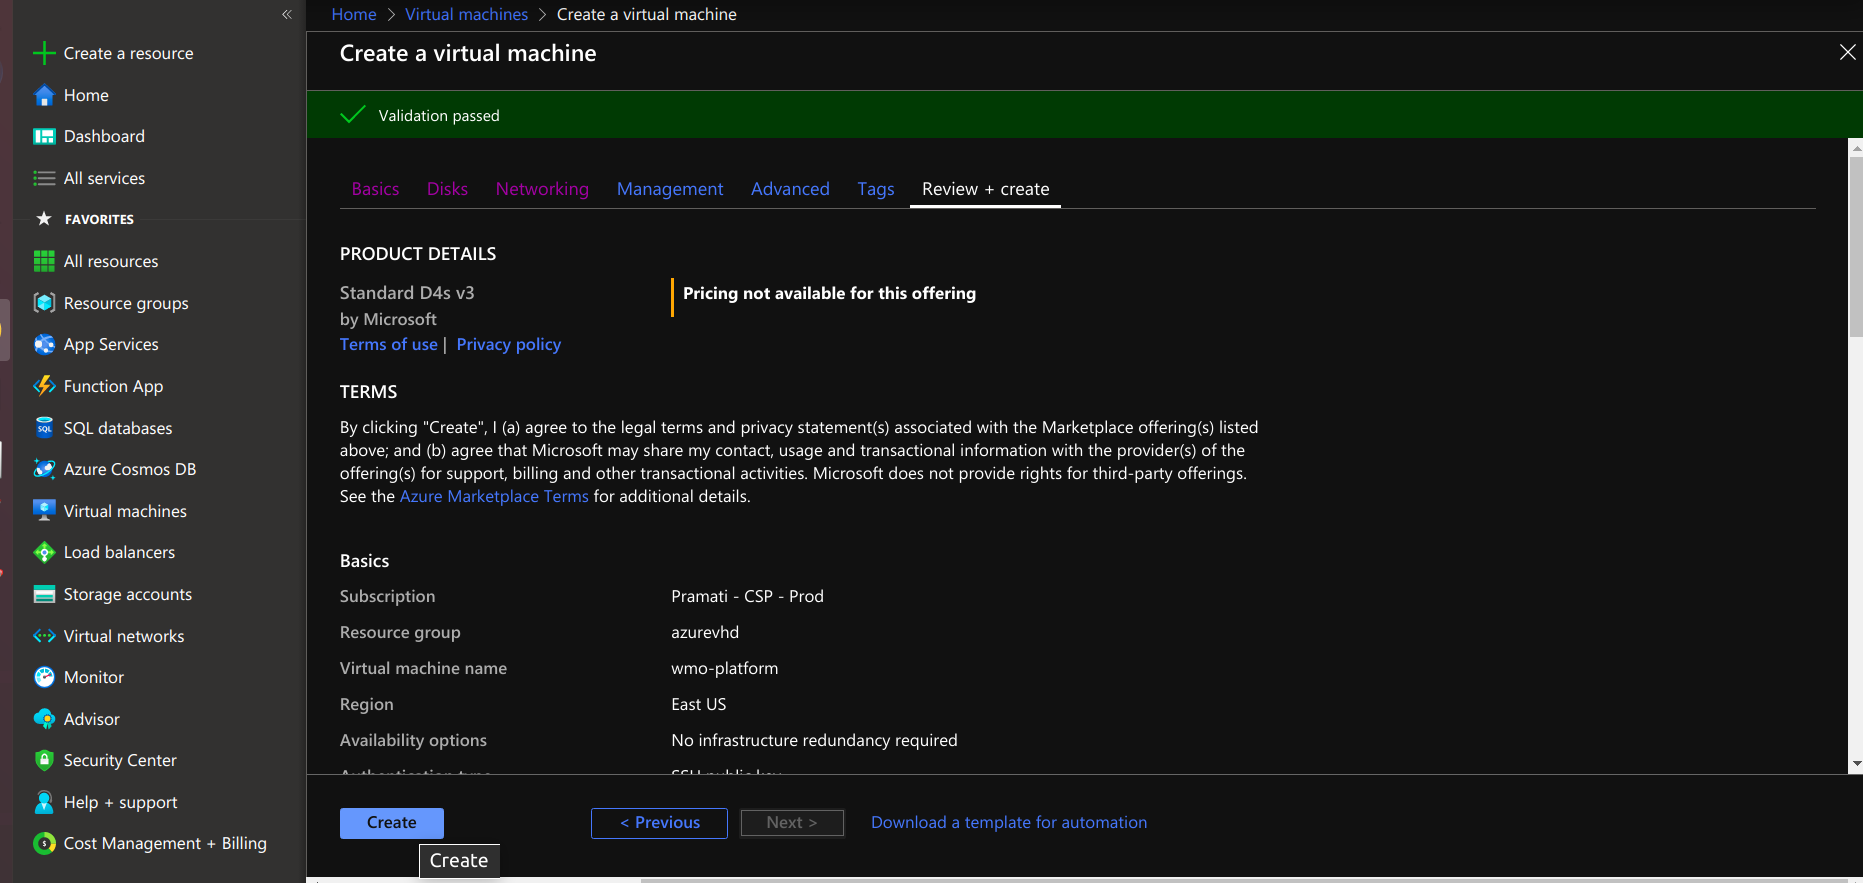 «
Create a resource
Home
Dashboard
All services
FAVORITES
All resources
Resource groups
App Services
Function App
SQL databases
Azure Cosmos DB
Virtual machines
Load balancers
Storage accounts
Virtual networks
Monitor
Advisor
Security Center
Help + support
Cost Management + Billing
Home > Virtual machines > Create a virtual machine
Create a virtual machine
Validation passed
Basics Disks Networking Management Advanced Tags Review + create
PRODUCT DETAILS
Standard D4s v3
by Microsoft
Terms of use | Privacy policy
Pricing not available for this offering
TERMS
By clicking "Create", I (a) agree to the legal terms and privacy statement(s) associated with the Marketplace offering(s) listed
above; and (b) agree that Microsoft may share my contact, usage and transactional information with the provider(s) of the
offering(s) for support, billing and other transactional activities. Microsoft does not provide rights for third-party offerings.
See the Azure Marketplace Terms for additional details.
Basics
Subscription Pramati - CSP - Prod
Resource group azurevhd
Virtual machine name wmo-platform
Region East US
Availability options No infrastructure redundancy required
Authentication type SSH public key
Create < Previous Next > Download a template for automation
Create